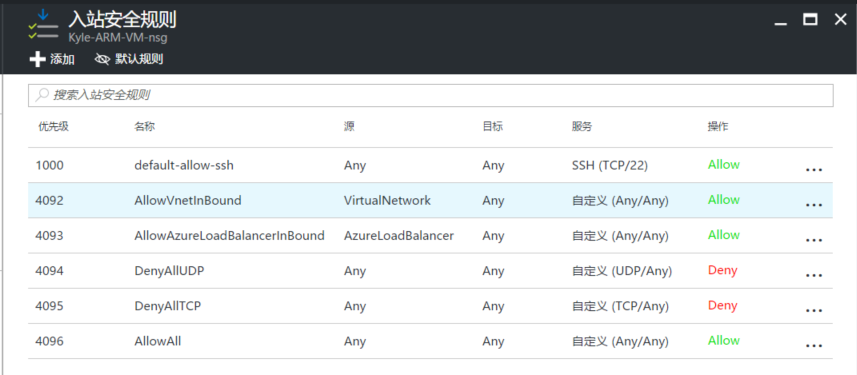 入站安全规则
Kyle-ARM-VM-nsg
添加 默认规则
搜索入站安全规则
优先级 名称 源 目标 服务 操作
1000 default-allow-ssh Any Any SSH (TCP/22) Allow ...
4092 AllowVnetInBound VirtualNetwork Any 自定义 (Any/Any) Allow ...
4093 AllowAzureLoadBalancerInBound AzureLoadBalancer Any 自定义 (Any/Any) Allow ...
4094 DenyAllUDP Any Any 自定义 (UDP/Any) Deny ...
4095 DenyAllTCP Any Any 自定义 (TCP/Any) Deny ...
4096 AllowAll Any Any 自定义 (Any/Any) Allow ...